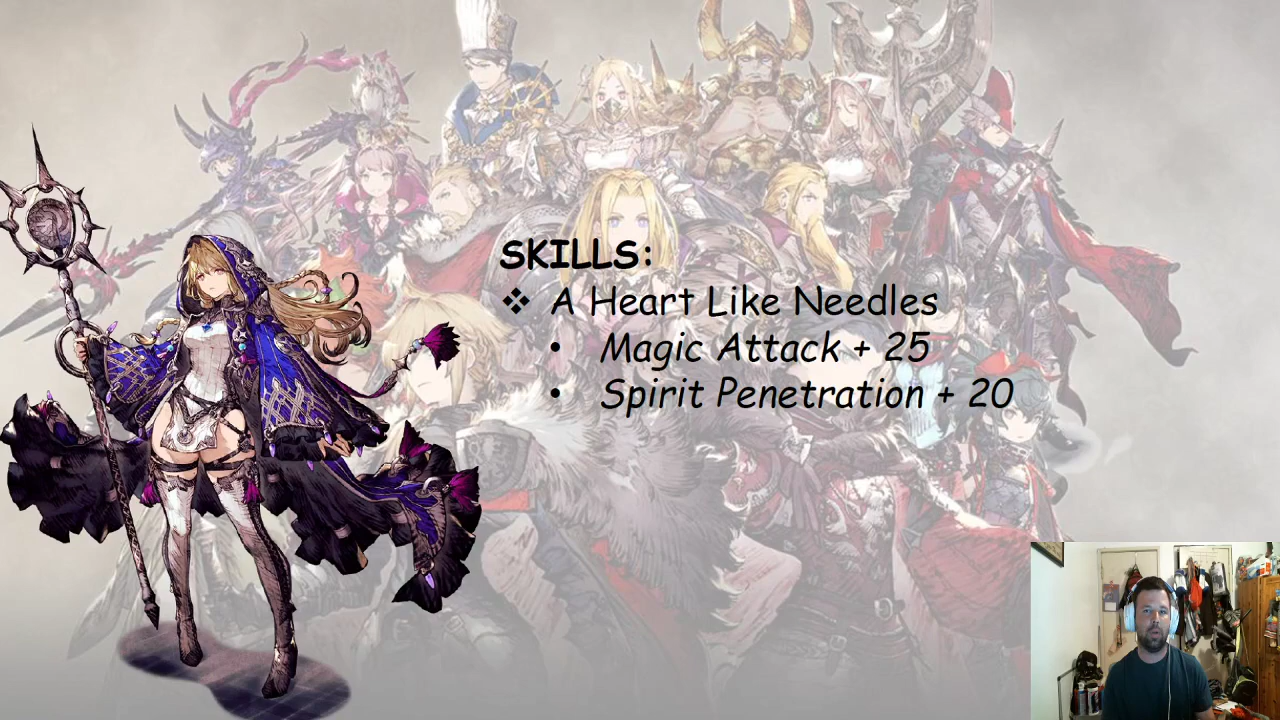 SKILLS:
❖ A Heart Like Needles
• Magic Attack + 25
• Spirit Penetration + 20